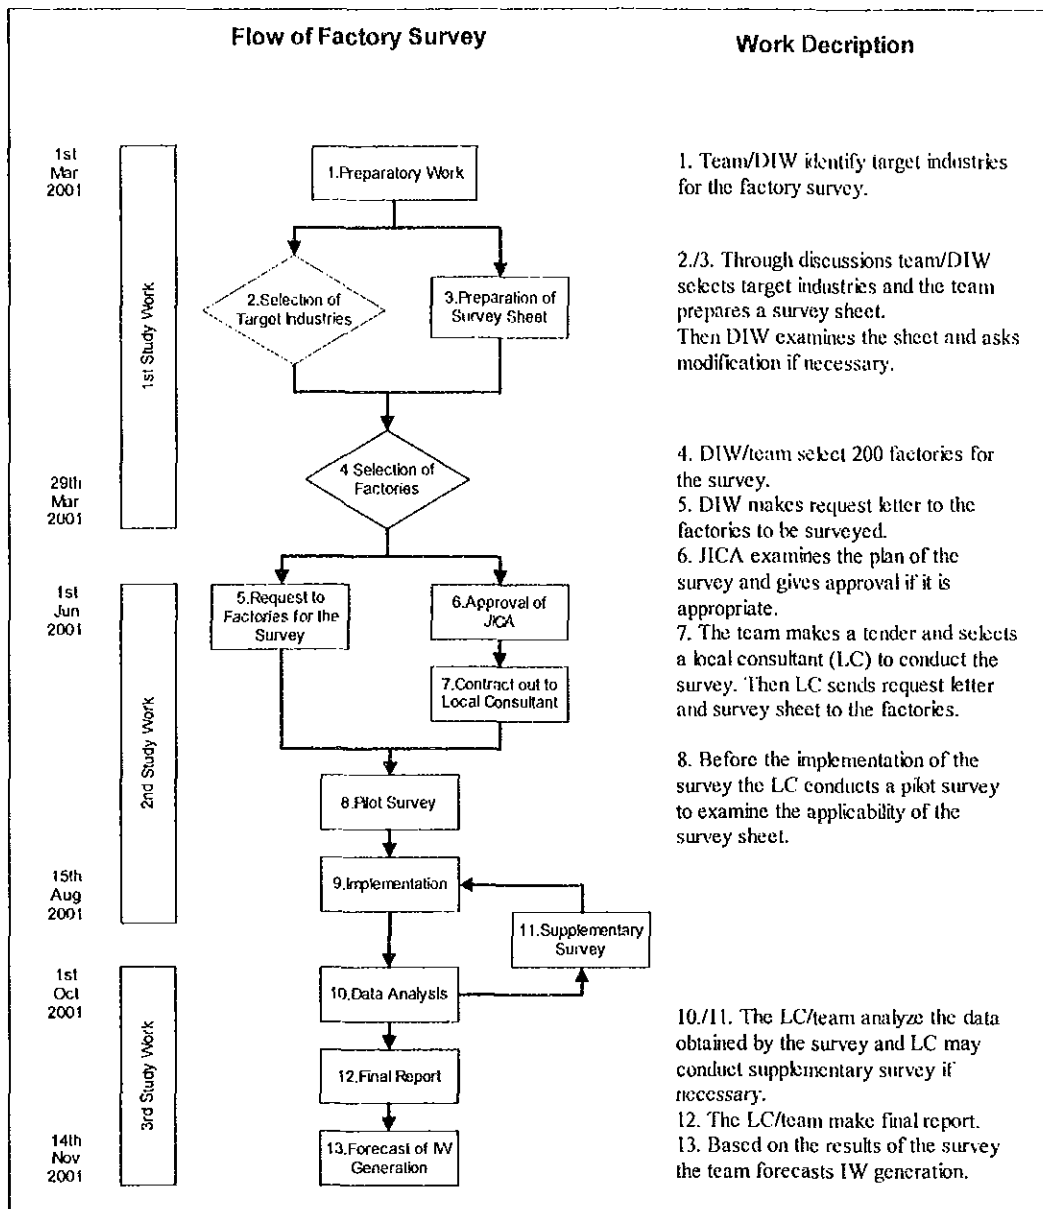 Flow of Factory Survey
Work Decription
1st
Mar
2001
29th
Mar
2001
1st
Jun
2001
15th
Aug
2001
1st
Oct
2001
14th
Nov
2001
1st Study Work
2nd Study Work
3rd Study Work
1.Preparatory Work
2.Selection of
Target Industries
3.Preparation of
Survey Sheet
4 Selection of
Factories
5.Request to
Factories for the
Survey
6.Approval of
JICA
7.Contract out to
Local Consultant
8.Pilot Survey
9.Implementation
11.Supplementary
Survey
10.Data Analysis
12.Final Report
13.Forecast of IW
Generation
1. Team/DIW identify target industries
for the factory survey.
2./3. Through discussions team/DIW
selects target industries and the team
prepares a survey sheet.
Then DIW examines the sheet and asks
modification if necessary.
4. DIW/team select 200 factories for
the survey.
5. DIW makes request letter to the
factories to be surveyed.
6. JICA examines the plan of the
survey and gives approval if it is
appropriate.
7. The team makes a tender and selects
a local consultant (LC) to conduct the
survey. Then LC sends request letter
and survey sheet to the factories.
8. Before the implementation of the
survey the LC conducts a pilot survey
to examine the applicability of the
survey sheet.
10./11. The LC/team analyze the data
obtained by the survey and LC may
conduct supplementary survey if
necessary.
12. The LC/team make final report.
13. Based on the results of the survey
the team forecasts IW generation.